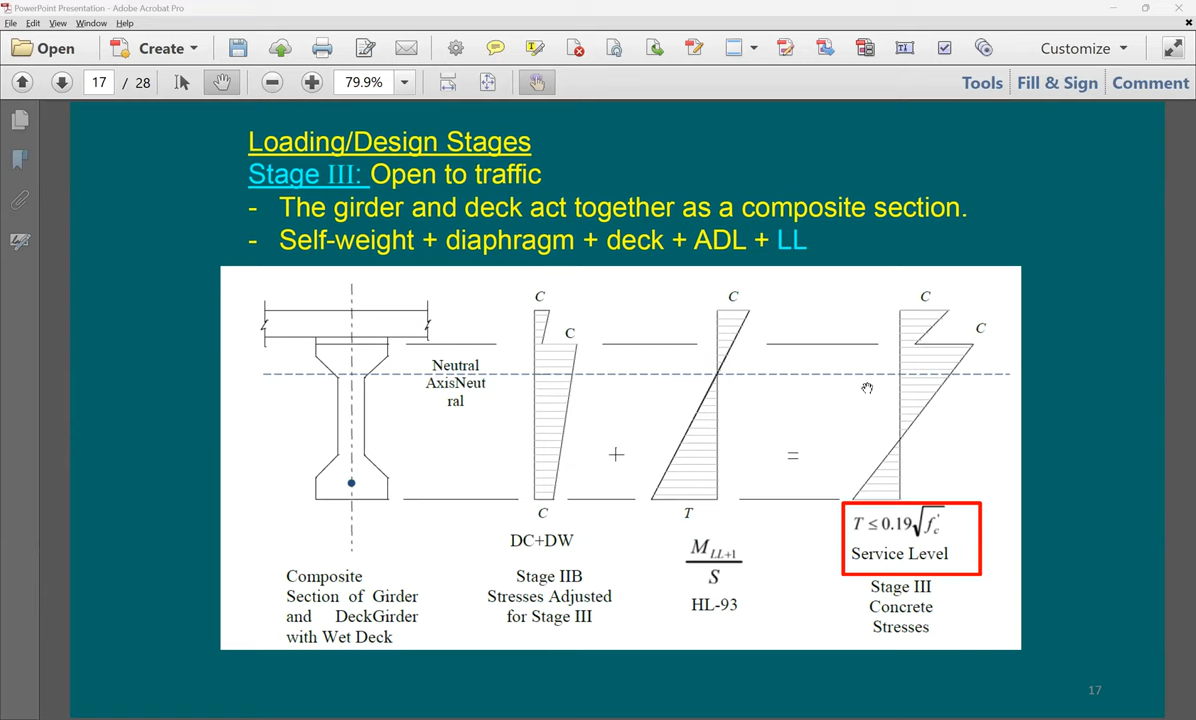 PowerPoint Presentation - Adobe Acrobat Pro
File Edit View Window Help
Open Create Customize
17 / 28 79.9% Tools Fill & Sign Comment
Loading/Design Stages
Stage III: Open to traffic
- The girder and deck act together as a composite section.
- Self-weight + diaphragm + deck + ADL + LL
C C C
C C
Neutral
AxisNeut
ral
+ =
C T
T ≤ 0.19√f'c
Service Level
DC+DW
M LL+1
S
HL-93
Composite
Section of Girder
and DeckGirder
with Wet Deck
Stage IIB
Stresses Adjusted
for Stage III
Stage III
Concrete
Stresses
17